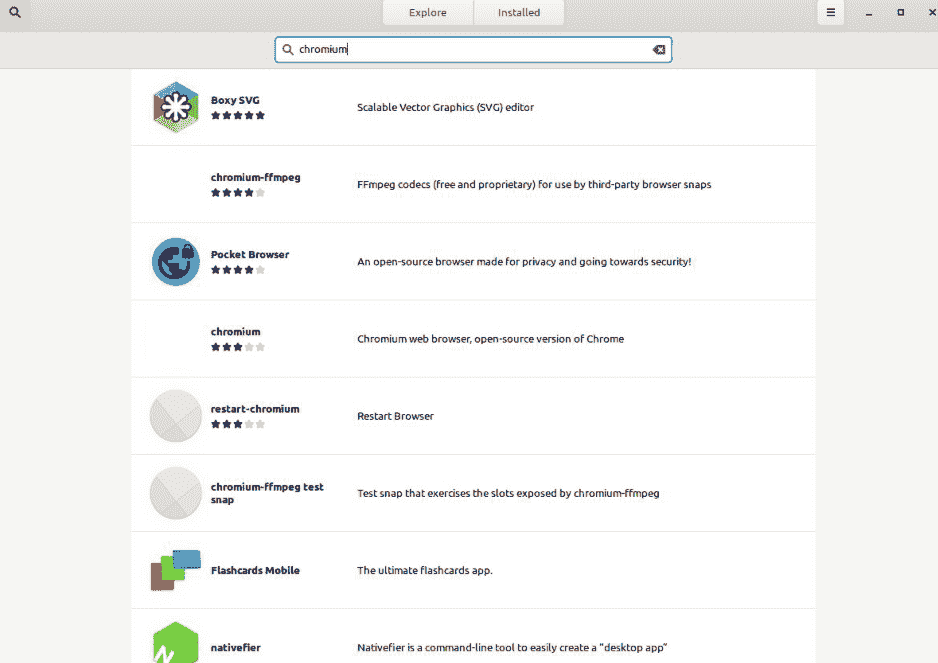 Explore Installed
chromium
Boxy SVG
Scalable Vector Graphics (SVG) editor
chromium-ffmpeg
FFmpeg codecs (free and proprietary) for use by third-party browser snaps
Pocket Browser
An open-source browser made for privacy and going towards security!
chromium
Chromium web browser, open-source version of Chrome
restart-chromium
Restart Browser
chromium-ffmpeg test
snap
Test snap that exercises the slots exposed by chromium-ffmpeg
Flashcards Mobile
The ultimate flashcards app.
nativefier
Nativefier is a command-line tool to easily create a “desktop app”